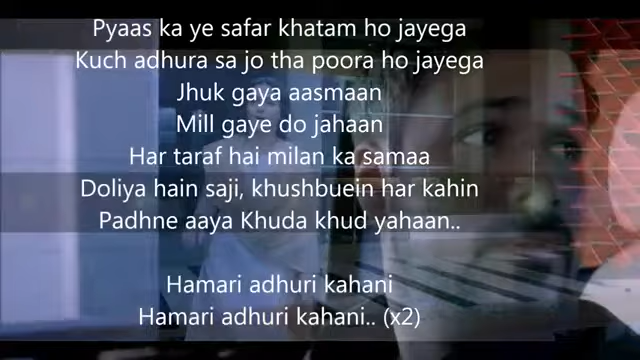 Pyaas ka ye safar khatam ho jayega
Kuch adhura sa jo tha poora ho jayega
Jhuk gaya aasmaan
Mill gaye do jahaan
Har taraf hai milan ka samaa
Doliya hain saji, khushbuein har kahin
Padhne aaya Khuda khud yahaan..
Hamari adhuri kahani
Hamari adhuri kahani.. (x2)